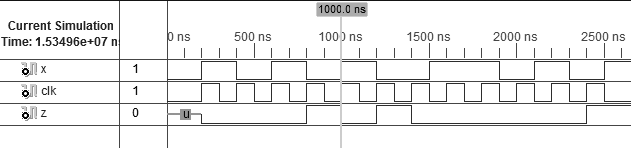 1000.0 ns
Current Simulation
Time: 1.53496e+07 n
0 ns 500 ns 1000 ns 1500 ns 2000 ns 2500 ns
x 1
clk 1
z 0 u